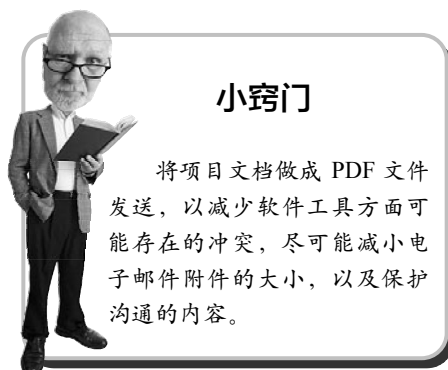 小窍门
将项目文档做成 PDF 文件
发送，以减少软件工具方面可
能存在的冲突，尽可能减小电
子邮件附件的大小，以及保护
沟通的内容。